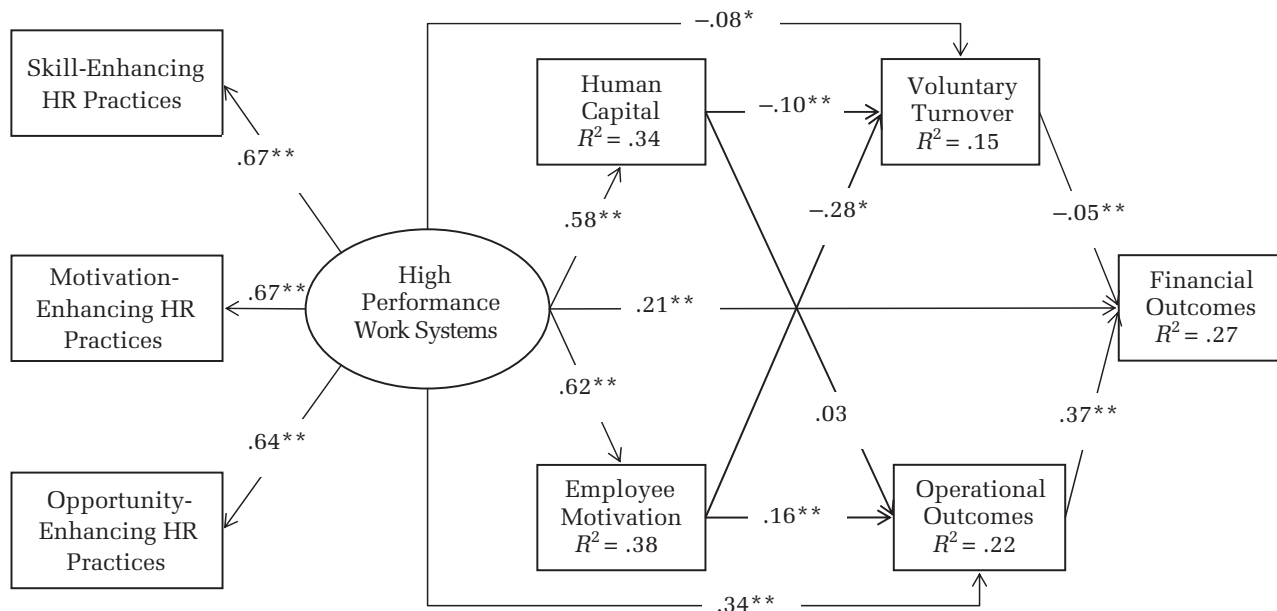 −.08*
Skill-Enhancing
HR Practices
Human
Capital
R² = .34
−.10**
Voluntary
Turnover
R² = .15
.67**
.58**
−.28*
−.05**
Motivation-
Enhancing HR
Practices
.67**
High
Performance
Work Systems
.21**
Financial
Outcomes
R² = .27
.62**
.03
.37**
.64**
Opportunity-
Enhancing HR
Practices
Employee
Motivation
R² = .38
.16**
Operational
Outcomes
R² = .22
.34**